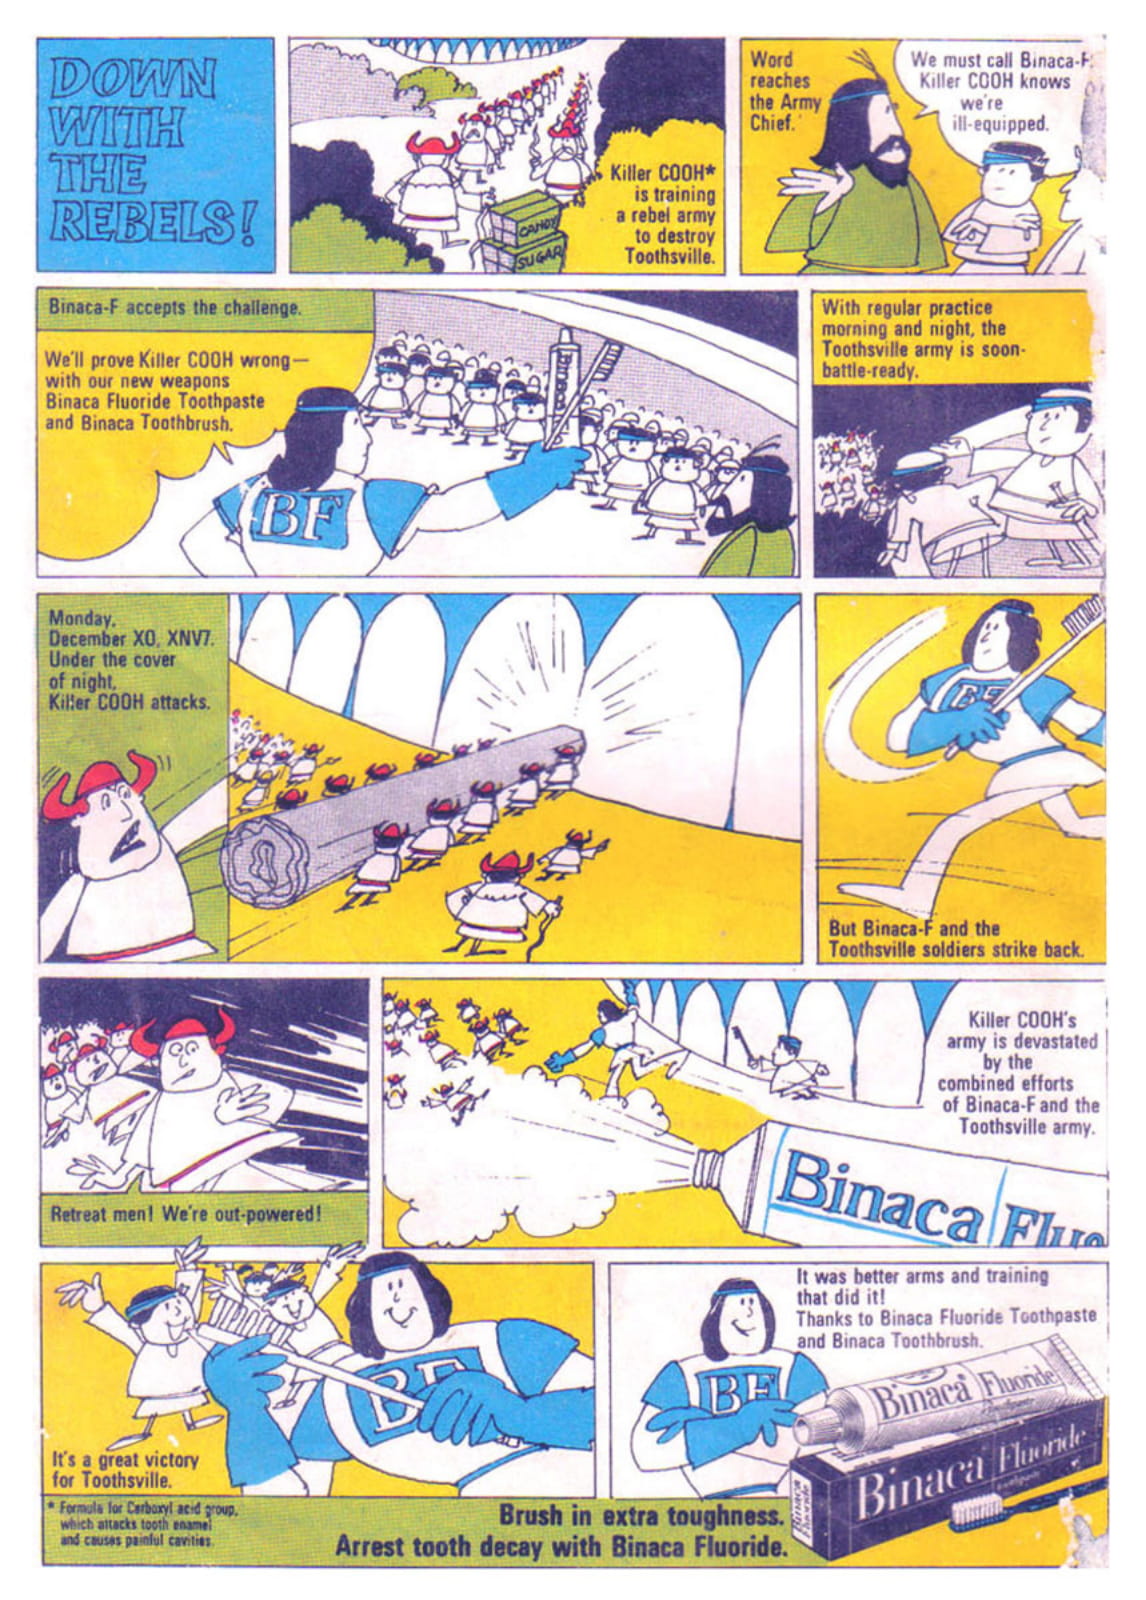 DOWN
WITH
THE
REBELS!
CANDY
SUGAR
Killer COOH*
is training
a rebel army
to destroy
Toothsville.
Word
reaches
the Army
Chief.
We must call Binaca-F.
Killer COOH knows
we're
ill-equipped.
Binaca-F accepts the challenge.
We'll prove Killer COOH wrong—
with our new weapons
Binaca Fluoride Toothpaste
and Binaca Toothbrush.
BF
With regular practice
morning and night, the
Toothsville army is soon-
battle-ready.
Monday,
December XO, XNV7.
Under the cover
of night,
Killer COOH attacks.
BF
But Binaca-F and the
Toothsville soldiers strike back.
Retreat men! We're out-powered!
Killer COOH's
army is devastated
by the
combined efforts
of Binaca-F and the
Toothsville army.
Binaca Fluo
BF
It's a great victory
for Toothsville.
It was better arms and training
that did it!
Thanks to Binaca Fluoride Toothpaste
and Binaca Toothbrush.
BF
Binaca Fluoride
Binaca Fluoride
Toothpaste
Binaca
Fluoride
* Formula for Carboxyl acid group,
which attacks tooth enamel
and causes painful cavities.
Brush in extra toughness.
Arrest tooth decay with Binaca Fluoride.